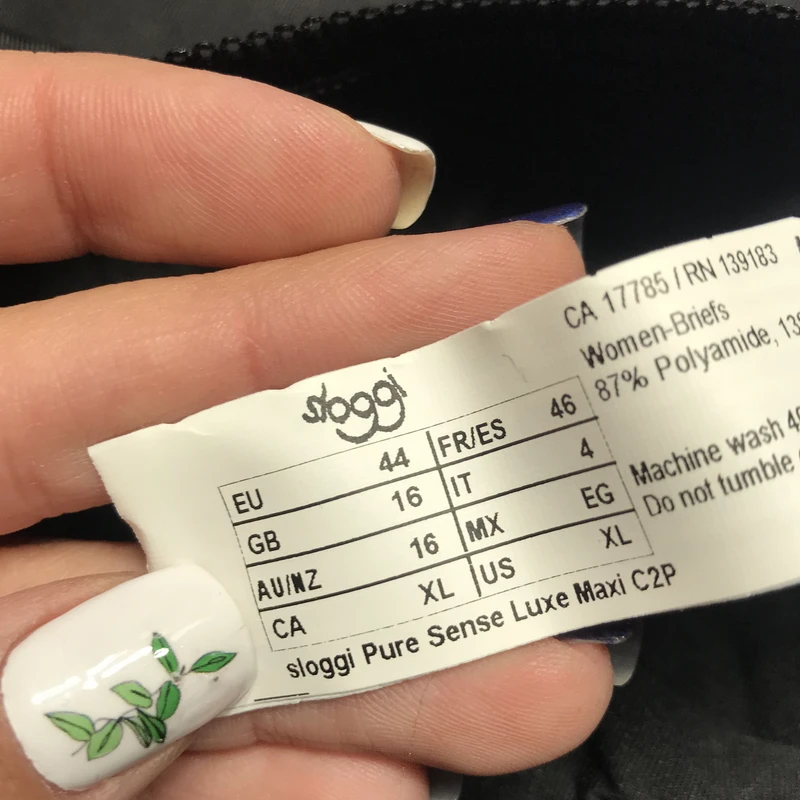 sloggi
EU 44 FR/ES 46
GB 16 IT 4
AU/NZ 16 MX EG
CA XL US XL
sloggi Pure Sense Luxe Maxi C2P
CA 17785 / RN 139183
Women-Briefs
87% Polyamide,
Machine wash
Do not tumble